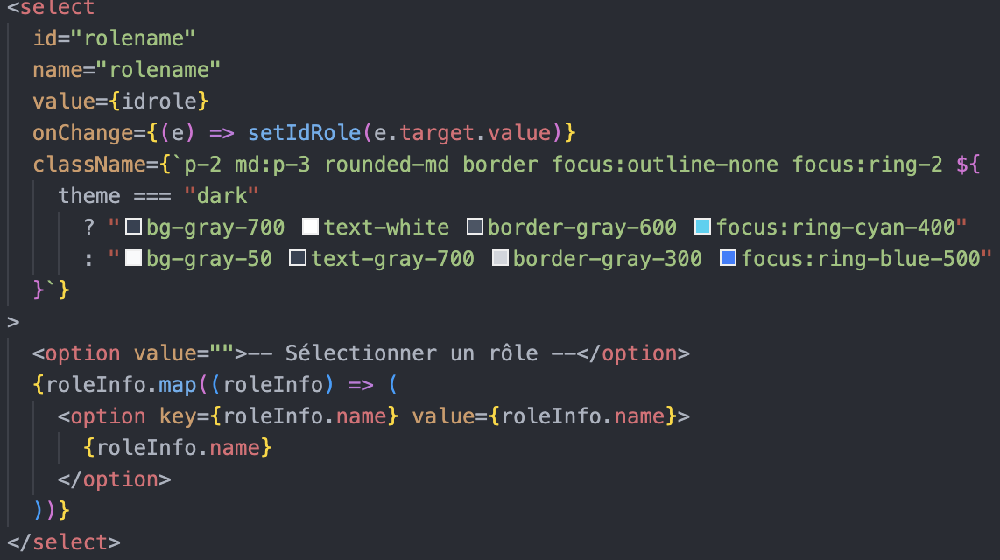 <select
id="rolename"
name="rolename"
value={idrole}
onChange={(e) => setIdRole(e.target.value)}
className={`p-2 md:p-3 rounded-md border focus:outline-none focus:ring-2 ${
theme === "dark"
? "bg-gray-700 text-white border-gray-600 focus:ring-cyan-400"
: "bg-gray-50 text-gray-700 border-gray-300 focus:ring-blue-500"
}`}
>
<option value="">-- Sélectionner un rôle --</option>
{roleInfo.map((roleInfo) => (
<option key={roleInfo.name} value={roleInfo.name}>
{roleInfo.name}
</option>
))}
</select>